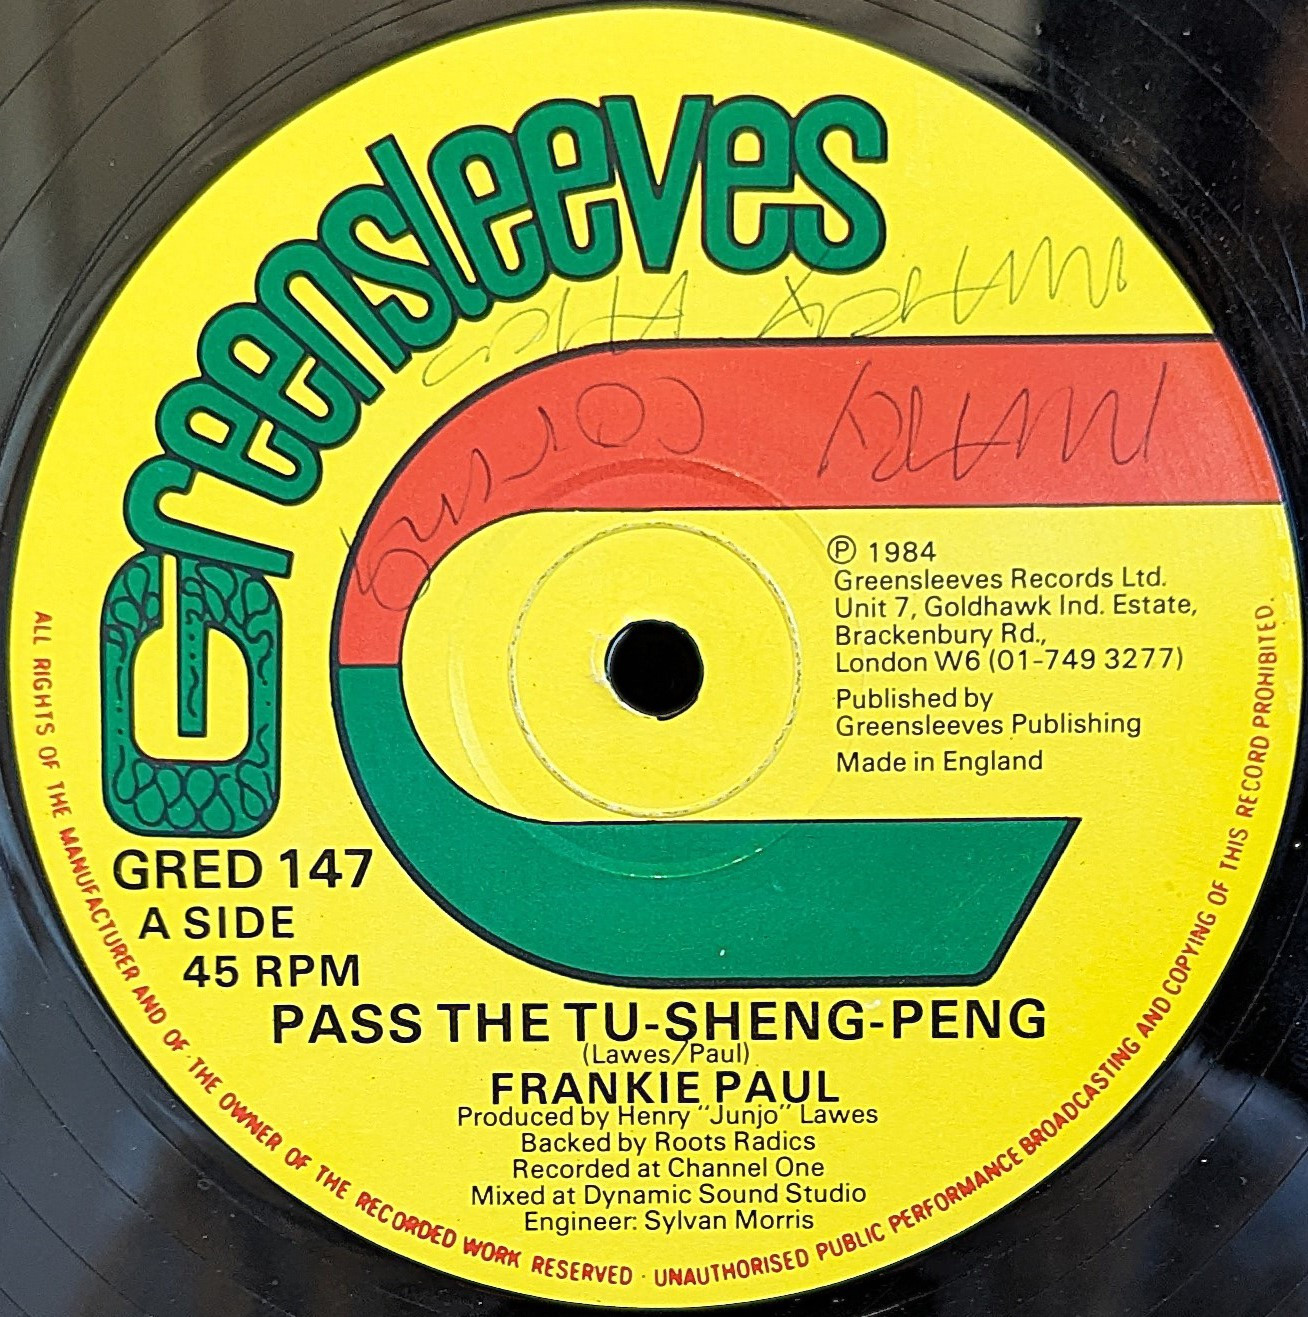 Greensleeves
℗ 1984
Greensleeves Records Ltd.
Unit 7, Goldhawk Ind. Estate,
Brackenbury Rd.,
London W6 (01-749 3277)
Published by
Greensleeves Publishing
Made in England
GRED 147
A SIDE
45 RPM
PASS THE TU-SHENG-PENG
(Lawes/Paul)
FRANKIE PAUL
Produced by Henry "Junjo" Lawes
Backed by Roots Radics
Recorded at Channel One
Mixed at Dynamic Sound Studio
Engineer: Sylvan Morris
ALL RIGHTS OF THE MANUFACTURER AND OF THE OWNER OF THE RECORDED WORK RESERVED · UNAUTHORISED PUBLIC PERFORMANCE BROADCASTING AND COPYING OF THIS RECORD PROHIBITED.